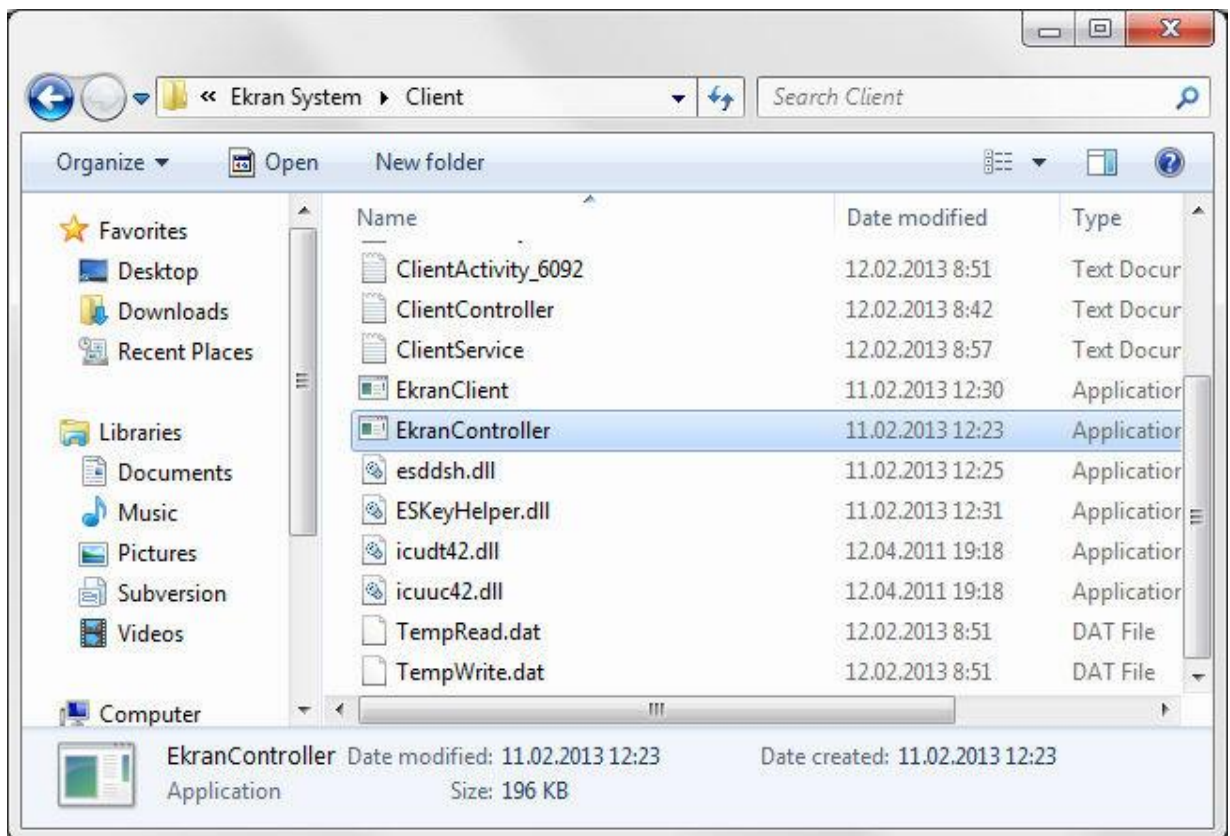 « Ekran System ▸ Client Search Client
Organize Open New folder
Favorites
Desktop
Downloads
Recent Places
Libraries
Documents
Music
Pictures
Subversion
Videos
Computer
Name Date modified Type
ClientActivity_6092 12.02.2013 8:51 Text Docur
ClientController 12.02.2013 8:42 Text Docur
ClientService 12.02.2013 8:57 Text Docur
EkranClient 11.02.2013 12:30 Application
EkranController 11.02.2013 12:23 Application
esddsh.dll 11.02.2013 12:25 Application
ESKeyHelper.dll 11.02.2013 12:31 Application
icudt42.dll 12.04.2011 19:18 Application
icuuc42.dll 12.04.2011 19:18 Application
TempRead.dat 12.02.2013 8:51 DAT File
TempWrite.dat 12.02.2013 8:51 DAT File
EkranController Date modified: 11.02.2013 12:23 Date created: 11.02.2013 12:23
Application Size: 196 KB